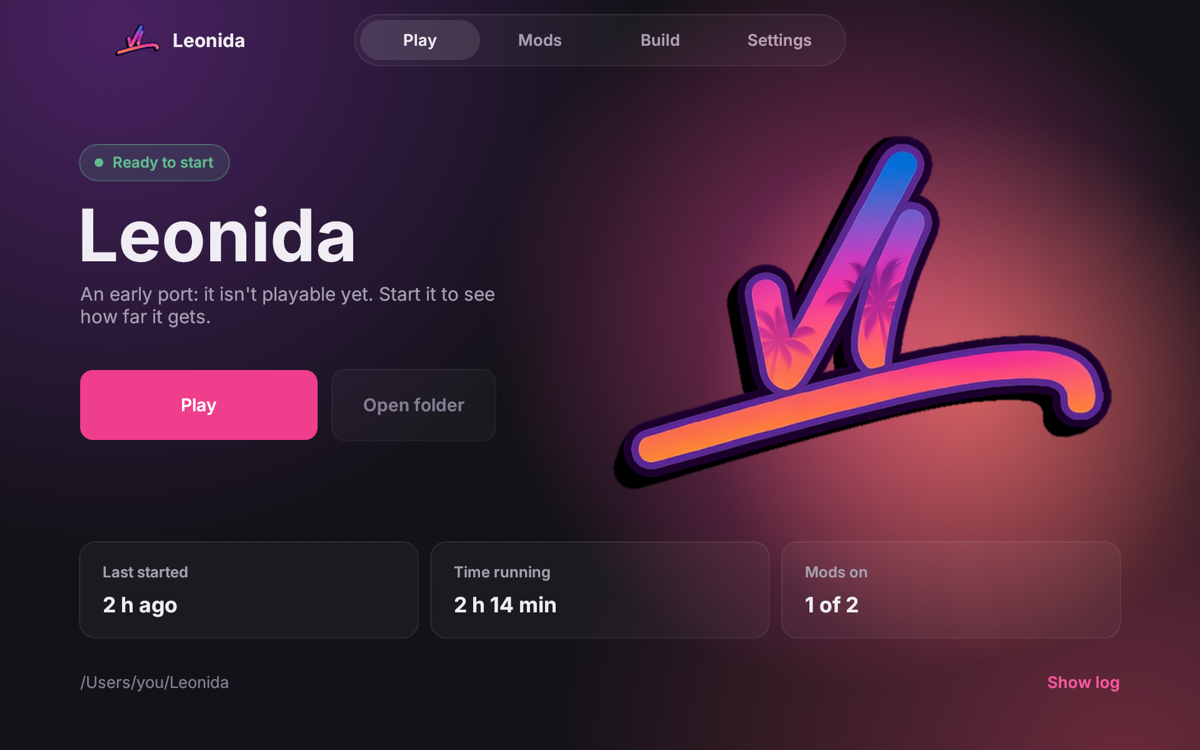 Leonida
Play
Mods
Build
Settings
Ready to start
Leonida
An early port: it isn't playable yet. Start it to see
how far it gets.
Play
Open folder
Last started
2 h ago
Time running
2 h 14 min
Mods on
1 of 2
/Users/you/Leonida
Show log